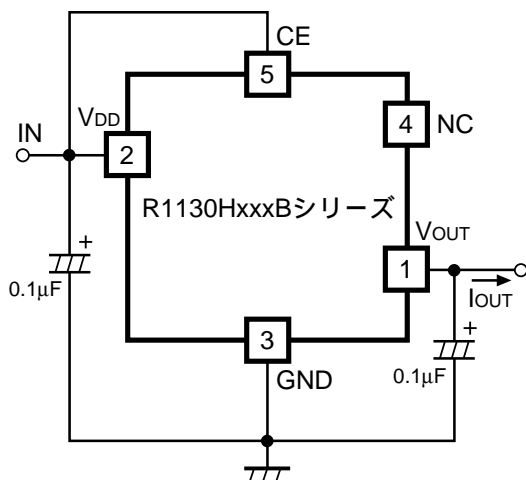 CE
5
VDD
4
NC
IN
2
R1130HxxxBシリーズ
VOUT
1
+
IOUT
0.1µF
3
+
GND
0.1µF